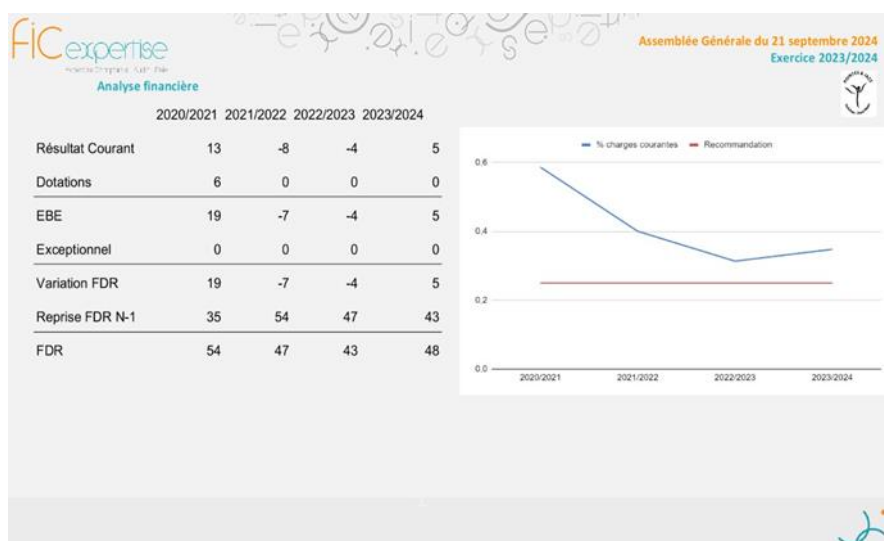 FiC expertise
Assemblée Générale du 21 septembre 2024
Exercice 2023/2024
Analyse financière
2020/2021 2021/2022 2022/2023 2023/2024
Résultat Courant 13 -8 -4 5
Dotations 6 0 0 0
EBE 19 -7 -4 5
Exceptionnel 0 0 0 0
Variation FDR 19 -7 -4 5
Reprise FDR N-1 35 54 47 43
FDR 54 47 43 48
% charges courantes Recommandation
0.6
0.4
0.2
0.0
2020/2021 2021/2022 2022/2023 2023/2024